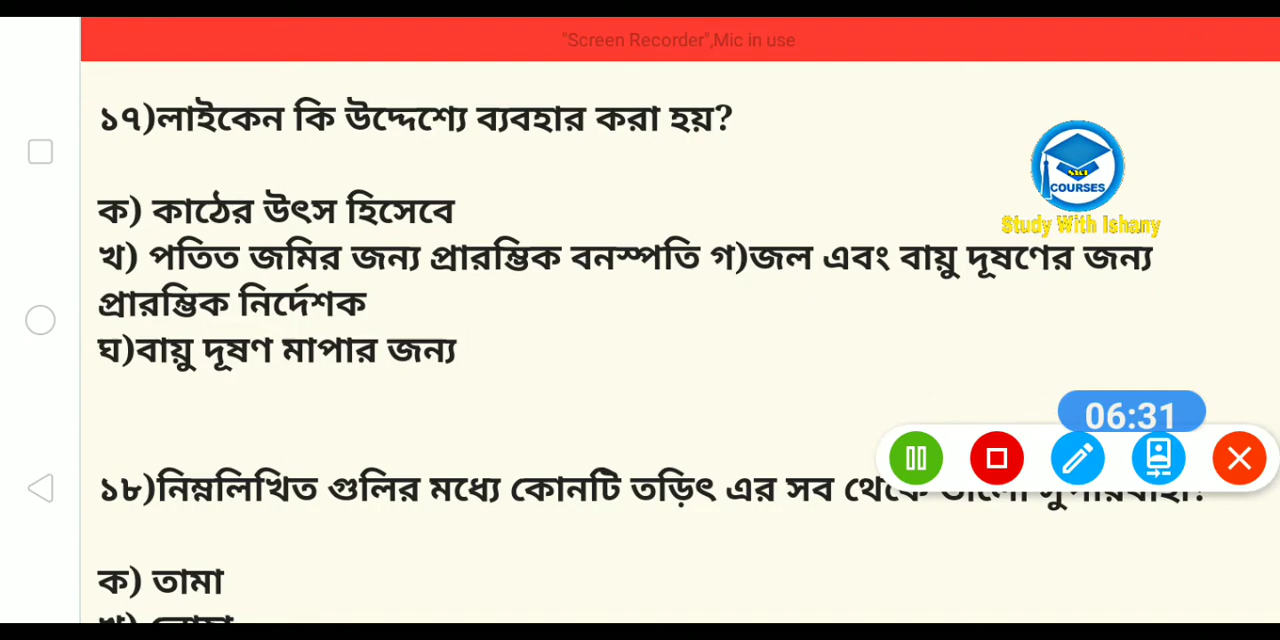 "Screen Recorder",Mic in use
১৭)লাইকেন কি উদ্দেশ্যে ব্যবহার করা হয়?
COURSES
Study With Ishany
ক) কাঠের উৎস হিসেবে
খ) পতিত জমির জন্য প্রারম্ভিক বনস্পতি গ)জল এবং বায়ু দূষণের জন্য
প্রারম্ভিক নির্দেশক
ঘ)বায়ু দূষণ মাপার জন্য
06:31
১৮)নিম্নলিখিত গুলির মধ্যে কোনটি তড়িৎ এর সব
ক) তামা